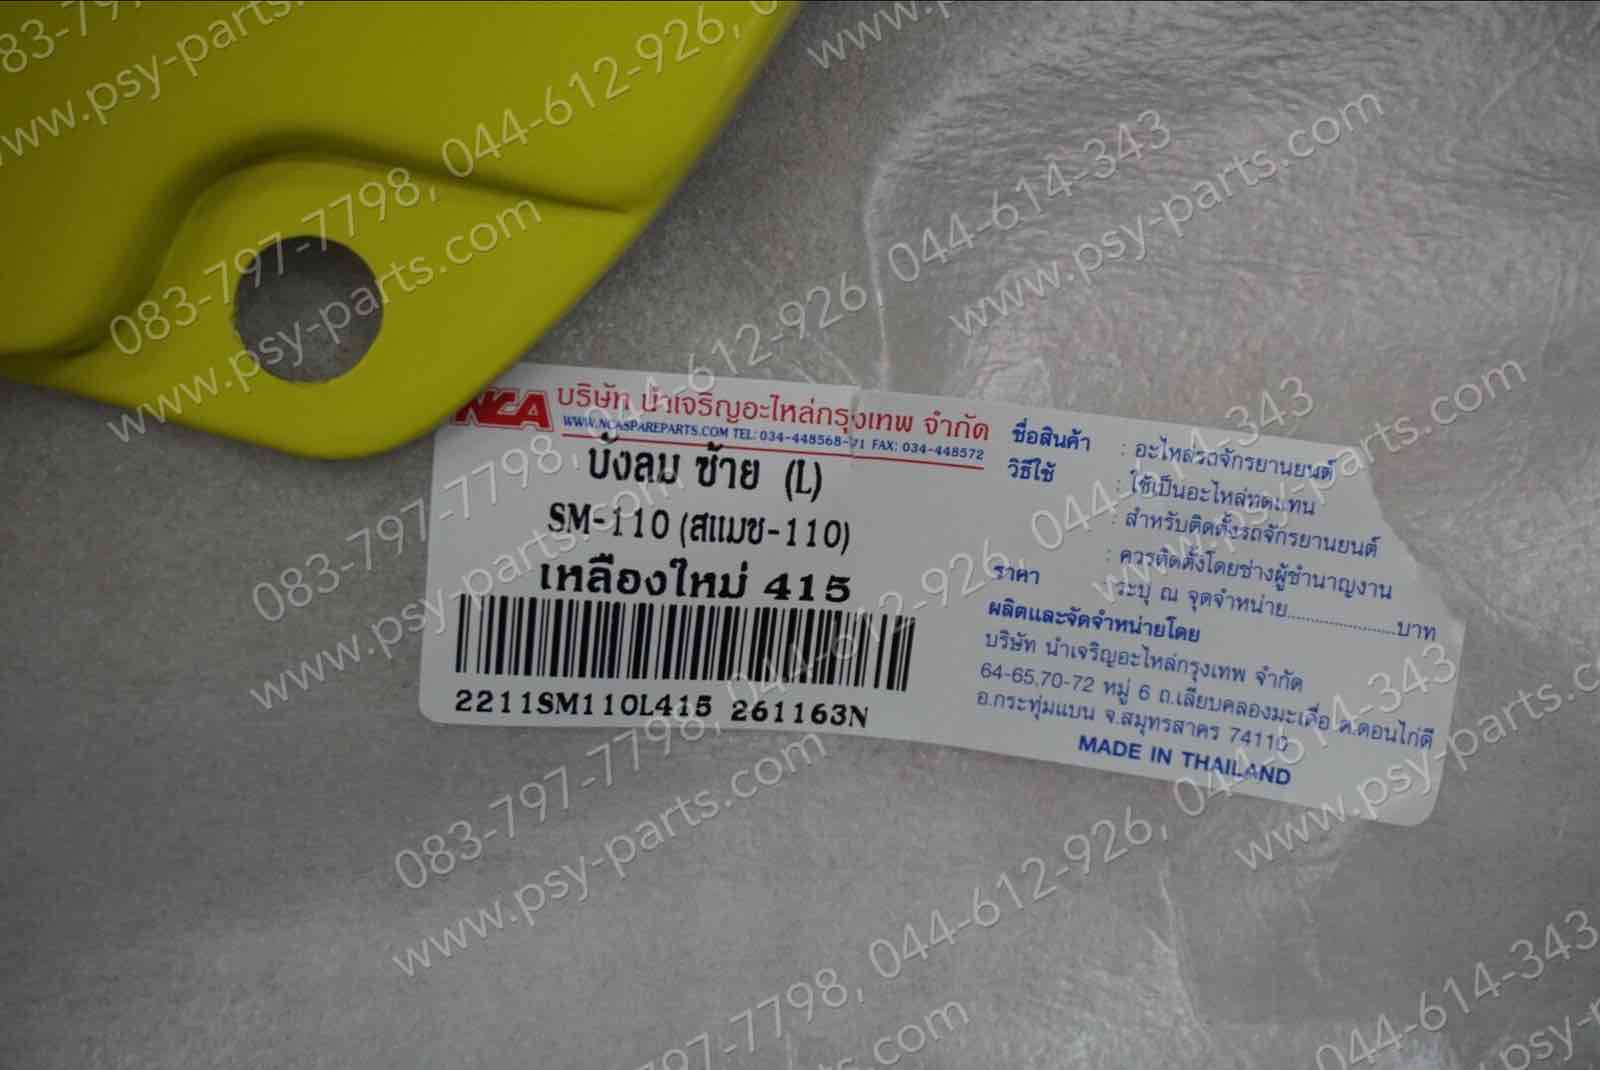 NCA บริษัท นำเจริญอะไหล่กรุงเทพ จำกัด
WWW.NCASPAREPARTS.COM TEL: 034-448568-71 FAX: 034-448572
บังลม ซ้าย (L)
SM-110 (สแมช-110)
เหลืองใหม่ 415
2211SM110L415 261163N
ชื่อสินค้า : อะไหล่รถจักรยานยนต์
วิธีใช้ : ใช้เป็นอะไหล่ทดแทน
: สำหรับติดตั้งรถจักรยานยนต์
: ควรติดตั้งโดยช่างผู้ชำนาญงาน
ราคา ระบุ ณ จุดจำหน่าย......................บาท
ผลิตและจัดจำหน่ายโดย
บริษัท นำเจริญอะไหล่กรุงเทพ จำกัด
64-65,70-72 หมู่ 6 ถ.เลียบคลองมะเดื่อ ต.ดอนไก่ดี
อ.กระทุ่มแบน จ.สมุทรสาคร 74110
MADE IN THAILAND
083-797-7798, 044-612-926, 044-614-343
www.psy-parts.com